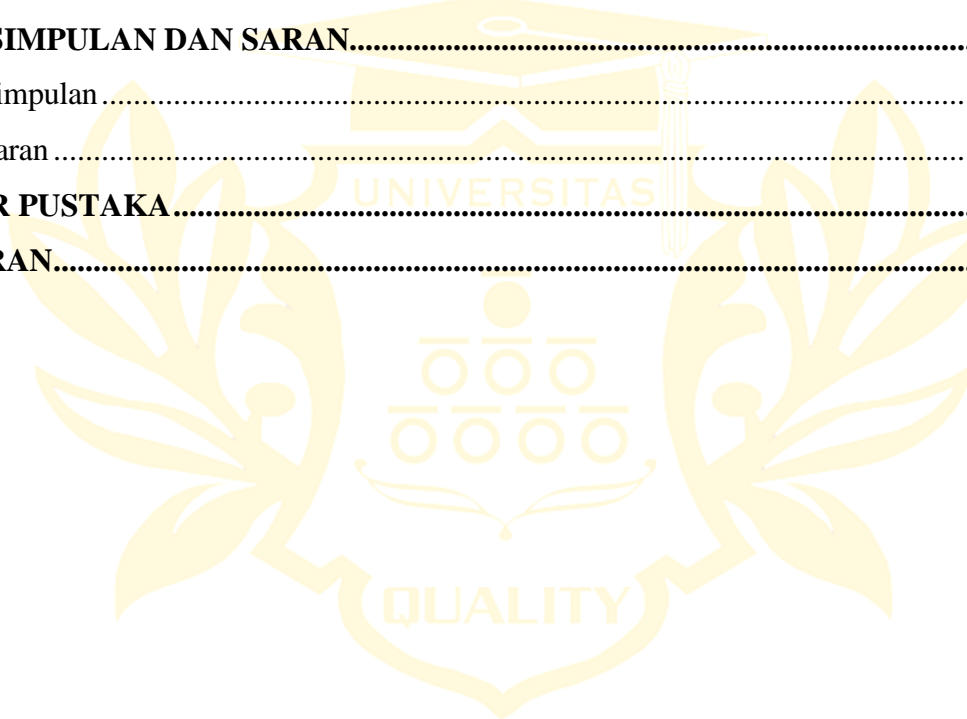 SIMPULAN DAN SARAN....................................................................................................
impulan....................................................................................................
aran....................................................................................................
R PUSTAKA....................................................................................................
RAN....................................................................................................
UNIVERSITAS
QUALITY